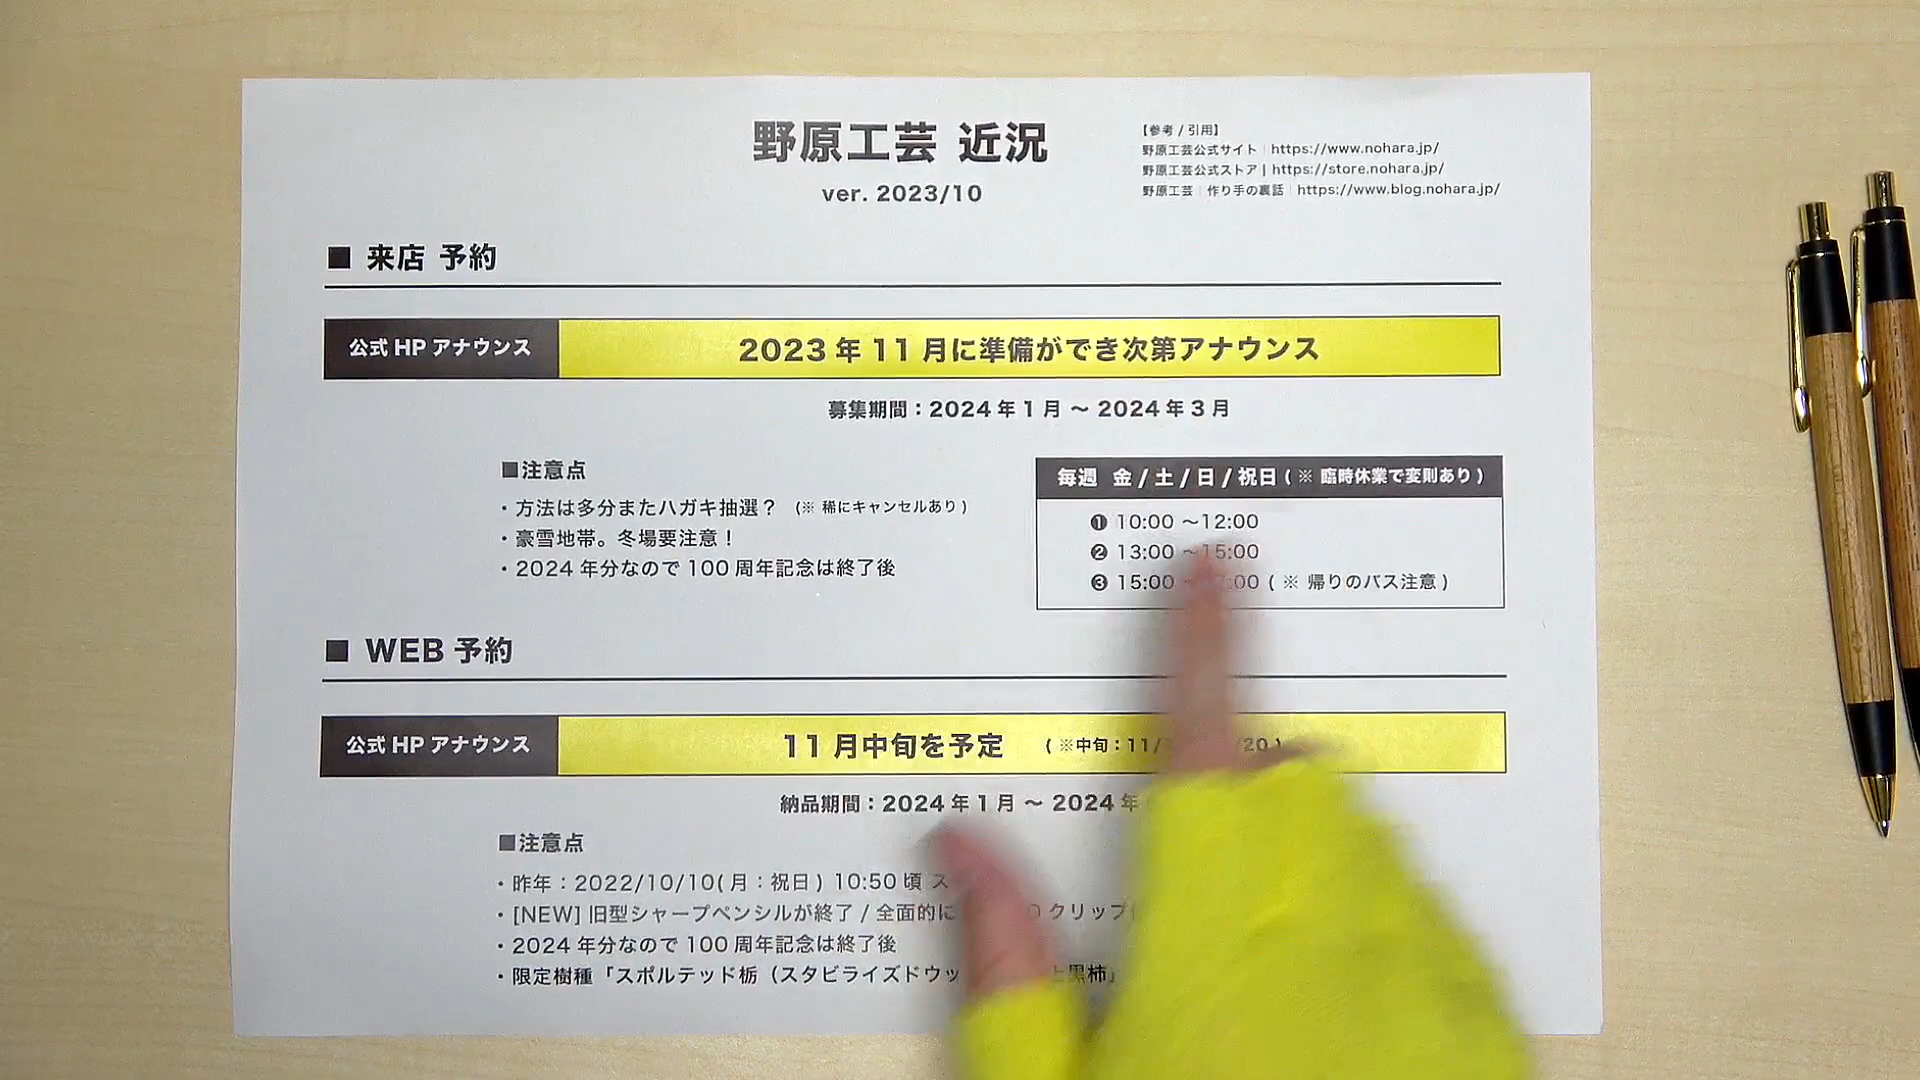 野原工芸 近況
ver. 2023/10
【参考 / 引用】
野原工芸公式サイト | https://www.nohara.jp/
野原工芸公式ストア | https://store.nohara.jp/
野原工芸 | 作り手の裏話 | https://www.blog.nohara.jp/
■ 来店 予約
公式 HP アナウンス
2023 年 11 月に準備ができ次第アナウンス
募集期間：2024 年 1 月 ～ 2024 年 3 月
■注意点
・方法は多分またハガキ抽選？ (※ 稀にキャンセルあり )
・豪雪地帯。冬場要注意！
・2024 年分なので 100 周年記念は終了後
毎週 金 / 土 / 日 / 祝日 ( ※ 臨時休業で変則あり )
❶ 10:00 ～12:00
❷ 13:00 ～15:00
❸ 15:00 :00 ( ※ 帰りのバス注意 )
■ WEB 予約
公式 HP アナウンス
11 月中旬を予定 ( ※中旬：11/ /20 )
納品期間：2024 年 1 月 ～ 2024 年
■注意点
・昨年：2022/10/10( 月：祝日 ) 10:50 頃 ス
・[NEW] 旧型シャープペンシルが終了 / 全面的に クリップ
・2024 年分なので 100 周年記念は終了後
・限定樹種「スポルテッド栃（スタビライズドウッ 上黒柿」